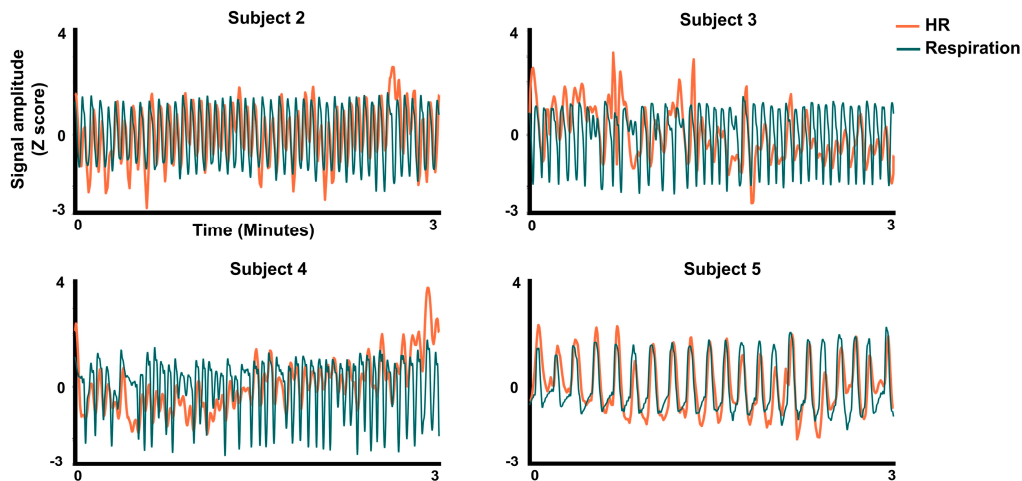 Subject 2
Subject 3
HR
Respiration
4
0
-3
Signal amplitude
(Z score)
0
Time (Minutes)
3
4
0
-3
0
3
Subject 4
Subject 5
4
0
-3
0
3
4
0
-3
0
3